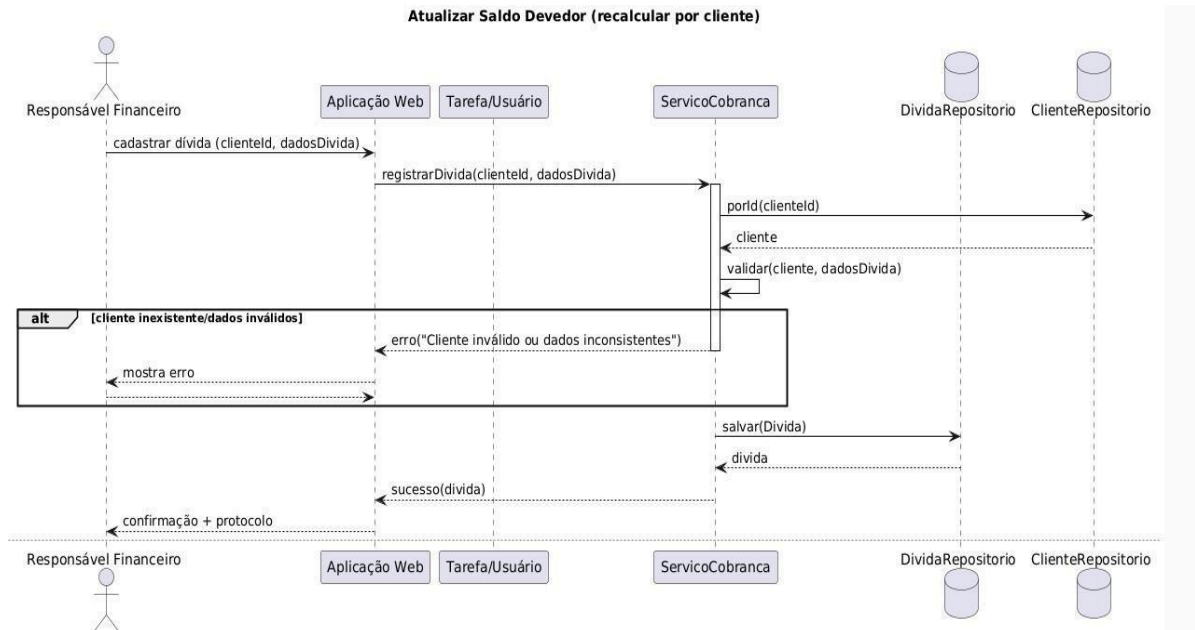 Atualizar Saldo Devedor (recalcular por cliente)
Responsável Financeiro
Aplicação Web
Tarefa/Usuário
ServicoCobranca
DividaRepositorio
ClienteRepositorio
cadastrar dívida (clienteId, dadosDivida)
registrarDivida(clienteId, dadosDivida)
porId(clienteId)
cliente
validar(cliente, dadosDivida)
alt
[cliente inexistente/dados inválidos]
erro("Cliente inválido ou dados inconsistentes")
mostra erro
salvar(Divida)
divida
sucesso(divida)
confirmação + protocolo
Responsável Financeiro
Aplicação Web
Tarefa/Usuário
ServicoCobranca
DividaRepositorio
ClienteRepositorio